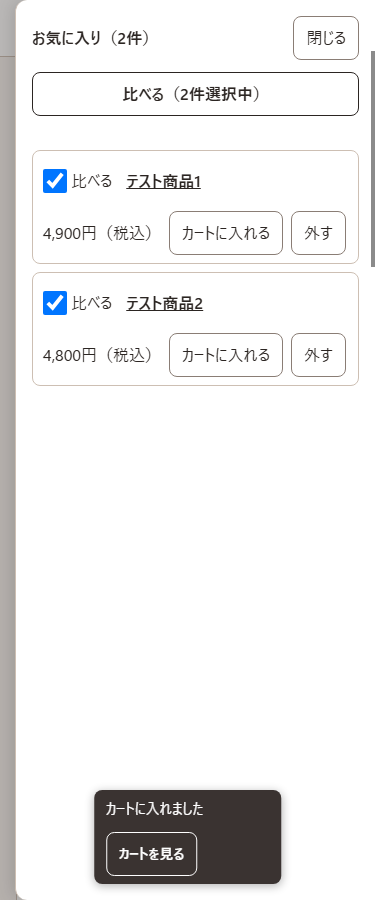 お気に入り（2件）
閉じる
比べる（2件選択中）
比べる テスト商品1
4,900円（税込） カートに入れる 外す
比べる テスト商品2
4,800円（税込） カートに入れる 外す
カートに入れました
カートを見る